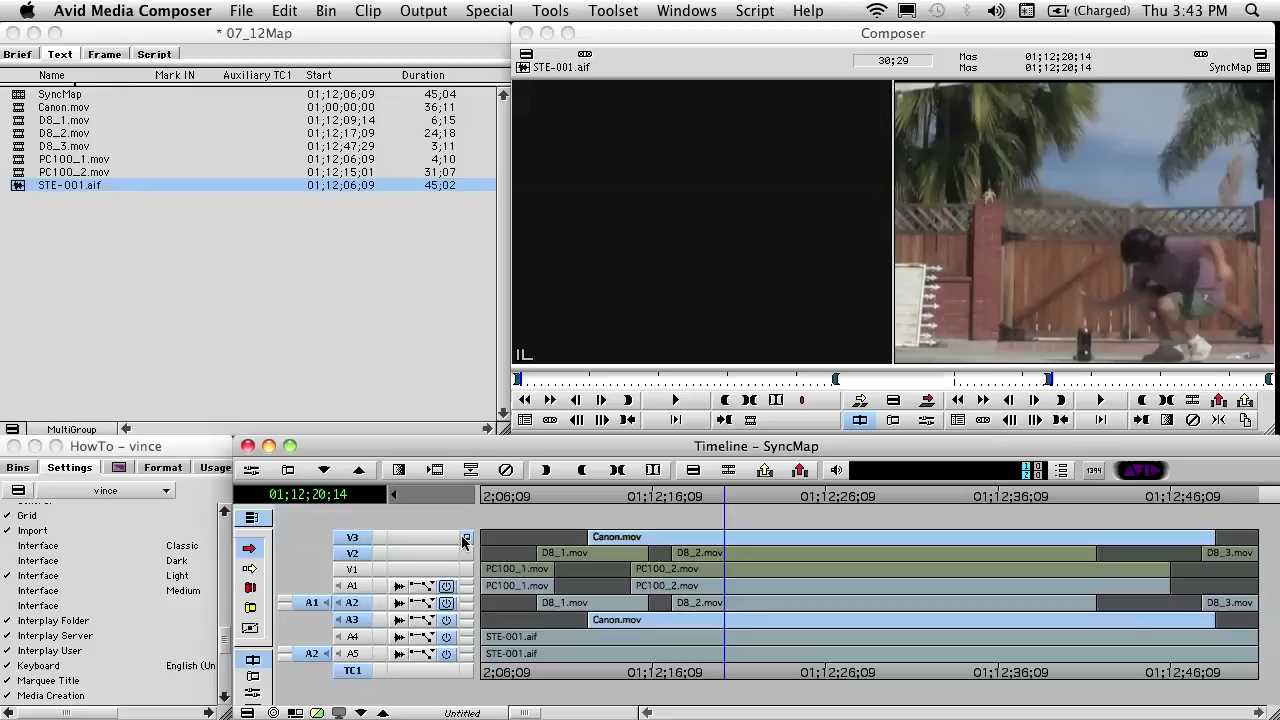 Avid Media Composer File Edit Bin Clip Output Special Tools Toolset Windows Script Help (Charged) Thu 3:43 PM
* 07_12Map
Brief Text Frame Script
Name Mark IN Auxiliary TC1 Start Duration
SyncMap 01;12;06;09 45;04
Canon.mov 01;00;00;00 36;11
D8_1.mov 01;12;09;14 6;15
D8_2.mov 01;12;17;09 24;18
D8_3.mov 01;12;47;29 3;11
PC100_1.mov 01;12;06;09 4;10
PC100_2.mov 01;12;15;01 31;07
STE-001.aif 01;12;06;09 45;02
MultiGroup
Composer
STE-001.aif 30;29 Mas 01;12;20;14
Mas 01;12;20;14 SyncMap
HowTo - vince
Bins Settings Format Usage
vince
Grid
Import
Interface Classic
Interface Dark
Interface Light
Interface Medium
Interface
Interplay Folder
Interplay Server
Interplay User
Keyboard English (Un
Marquee Title
Media Creation
Timeline - SyncMap
1394 AVID
01;12;20;14 2;06;09 01;12;16;09 01;12;26;09 01;12;36;09 01;12;46;09
V3 Canon.mov
V2 D8_1.mov D8_2.mov D8_3.mov
V1 PC100_1.mov PC100_2.mov
A1 PC100_1.mov PC100_2.mov
A1 A2 D8_1.mov D8_2.mov D8_3.mov
A3 Canon.mov
A4 STE-001.aif
A2 A5 STE-001.aif
TC1 2;06;09 01;12;16;09 01;12;26;09 01;12;36;09 01;12;46;09
Untitled